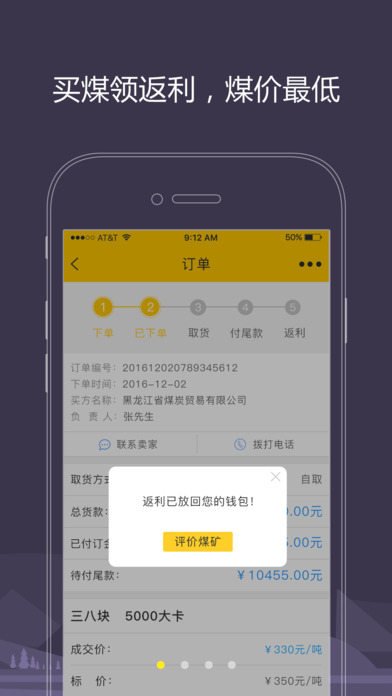 买煤领返利，煤价最低
AT&T 9:12 AM 50%
订单
1 2 3 4 5
下单 已下单 取货 付尾款 返利
订单编号：201612020789345612
下单时间：2016-12-02
买方名称：黑龙江省煤炭贸易有限公司
负 责 人：张先生
联系卖家 拨打电话
取货方式 自取
返利已放回您的钱包！
总货款： 0.00元
评价煤矿
已付订金 5.00元
待付尾款： ￥10455.00元
三八块 5000大卡
成交价： ￥330元/吨
标 价： ￥350元/吨